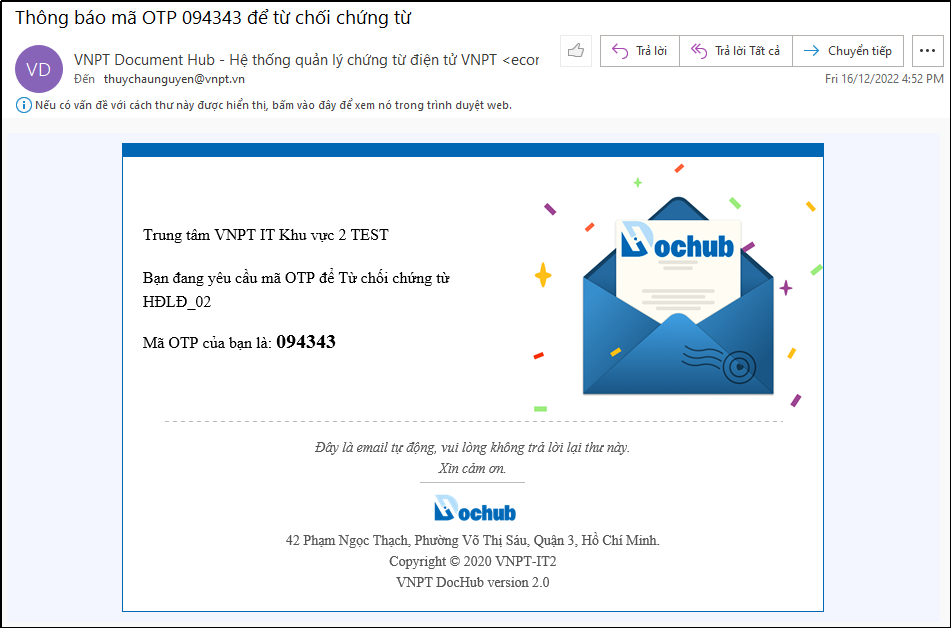 Thông báo mã OTP 094343 để từ chối chứng từ
VD
VNPT Document Hub - Hệ thống quản lý chứng từ điện tử VNPT <econ
Đến thuychaunguyen@vnpt.vn
Trả lời
Trả lời Tất cả
Chuyển tiếp
Fri 16/12/2022 4:52 PM
Nếu có vấn đề với cách thư này được hiển thị, bấm vào đây để xem nó trong trình duyệt web.
Dochub
Trung tâm VNPT IT Khu vực 2 TEST
Bạn đang yêu cầu mã OTP để Từ chối chứng từ
HĐLĐ_02
Mã OTP của bạn là: 094343
Đây là email tự động, vui lòng không trả lời lại thư này.
Xin cảm ơn.
Dochub
42 Phạm Ngọc Thạch, Phường Võ Thị Sáu, Quận 3, Hồ Chí Minh.
Copyright © 2020 VNPT-IT2
VNPT DocHub version 2.0